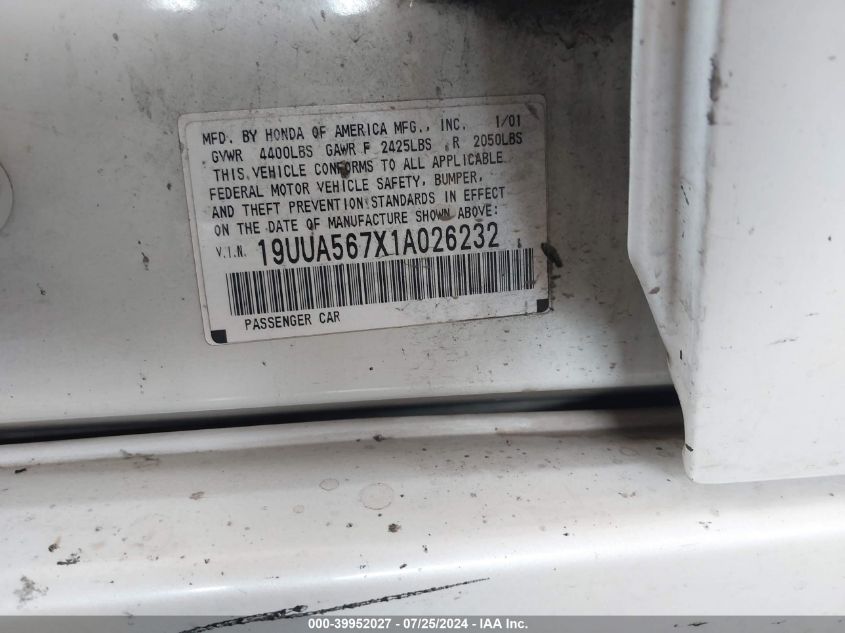 MFD. BY HONDA OF AMERICA MFG., INC. 1/01
GVWR 4400LBS GAWR F 2425LBS R 2050LBS
THIS VEHICLE CONFORMS TO ALL APPLICABLE
FEDERAL MOTOR VEHICLE SAFETY, BUMPER,
AND THEFT PREVENTION STANDARDS IN EFFECT
ON THE DATE OF MANUFACTURE SHOWN ABOVE:
V.I.N. 19UUA567X1A026232
PASSENGER CAR
000-39952027 - 07/25/2024 - IAA Inc.